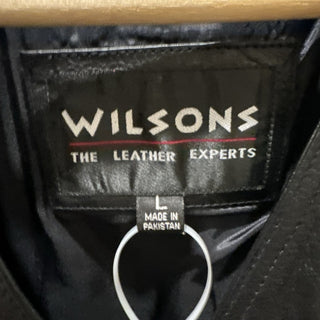 WILSONS
THE LEATHER EXPERTS
L
MADE IN
PAKISTAN